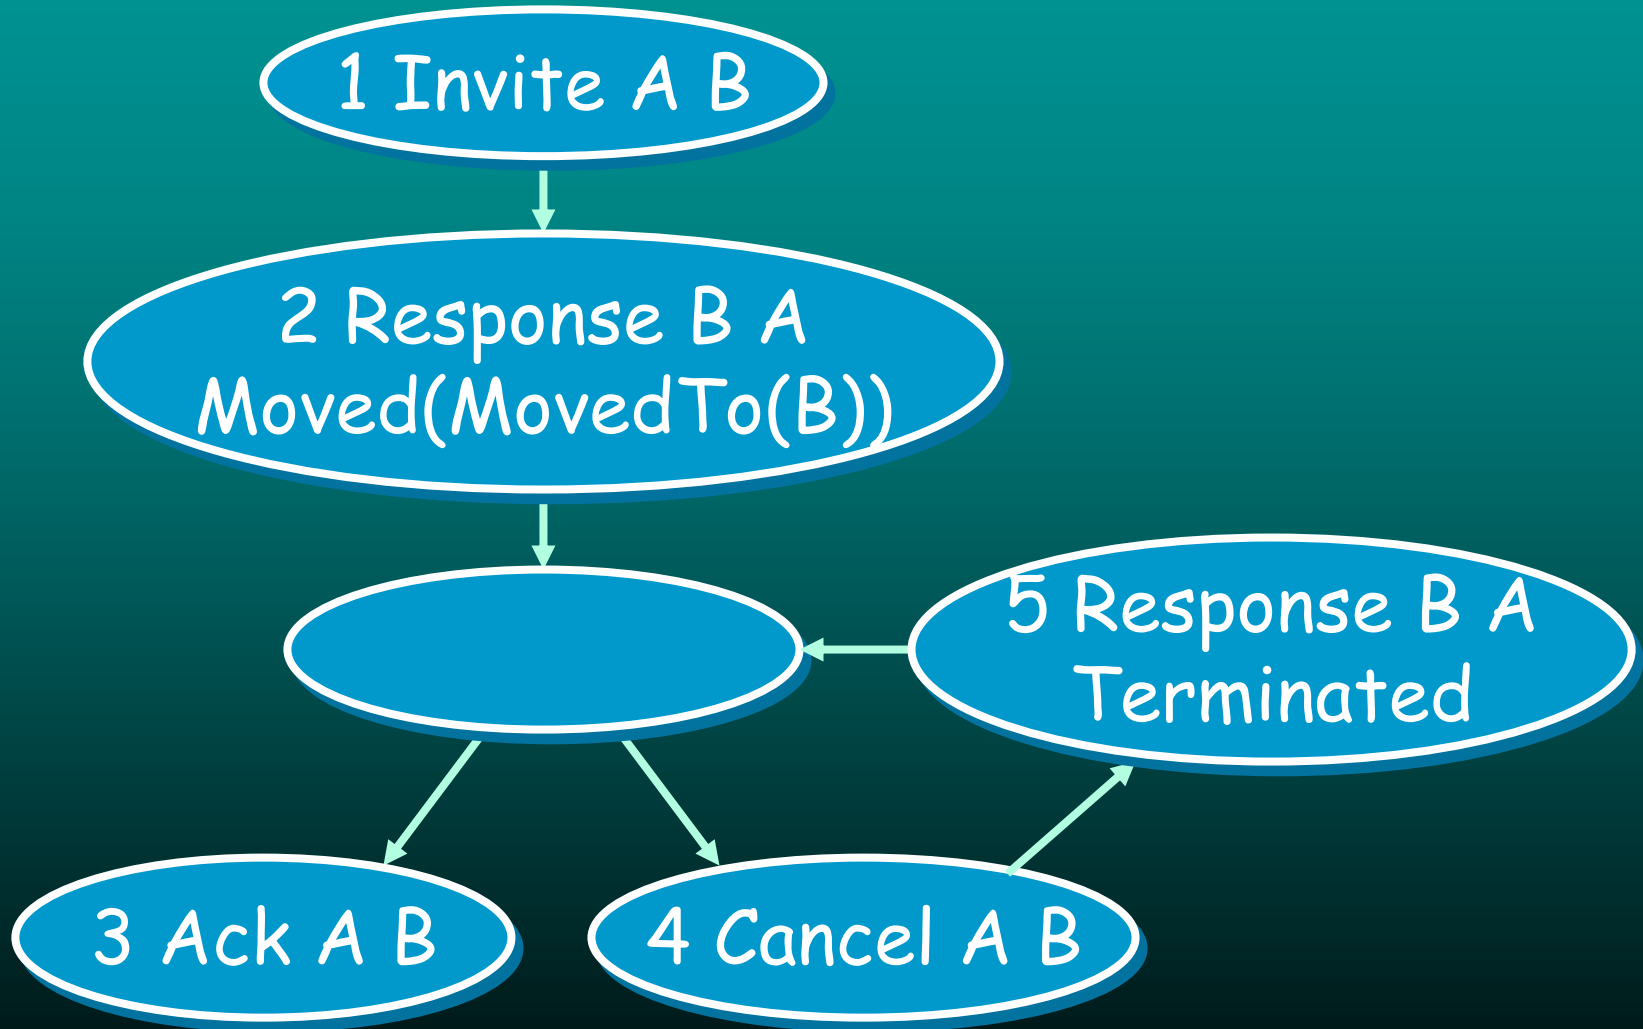 1 Invite A B
2 Response B A
Moved(MovedTo(B))
5 Response B A
Terminated
3 Ack A B
4 Cancel A B